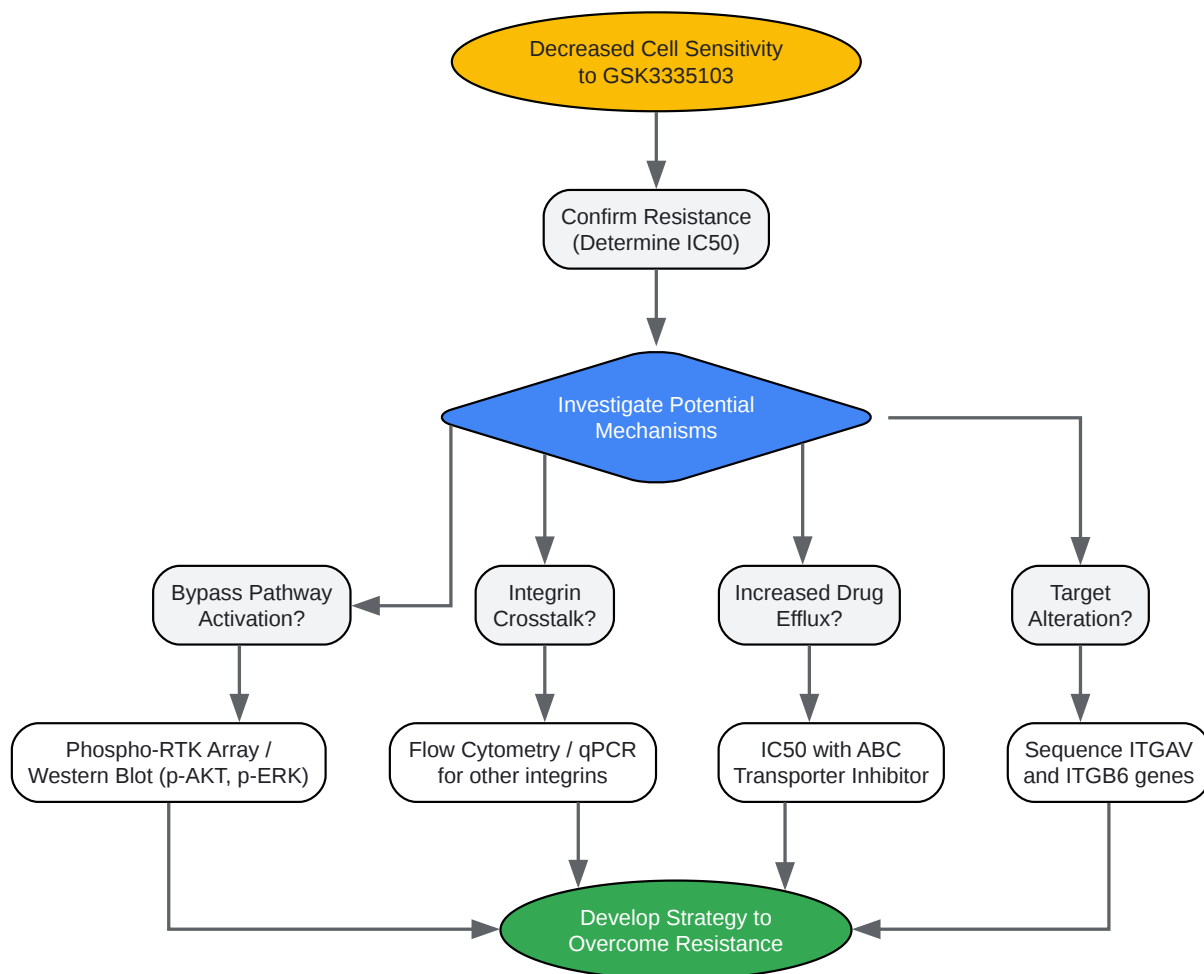 Decreased Cell Sensitivity
to GSK3335103
Confirm Resistance
(Determine IC50)
Investigate Potential
Mechanisms
Bypass Pathway
Activation?
Integrin
Crosstalk?
Increased Drug
Efflux?
Target
Alteration?
Phospho-RTK Array /
Western Blot (p-AKT, p-ERK)
Flow Cytometry / qPCR
for other integrins
IC50 with ABC
Transporter Inhibitor
Sequence ITGAV
and ITGB6 genes
Develop Strategy to
Overcome Resistance